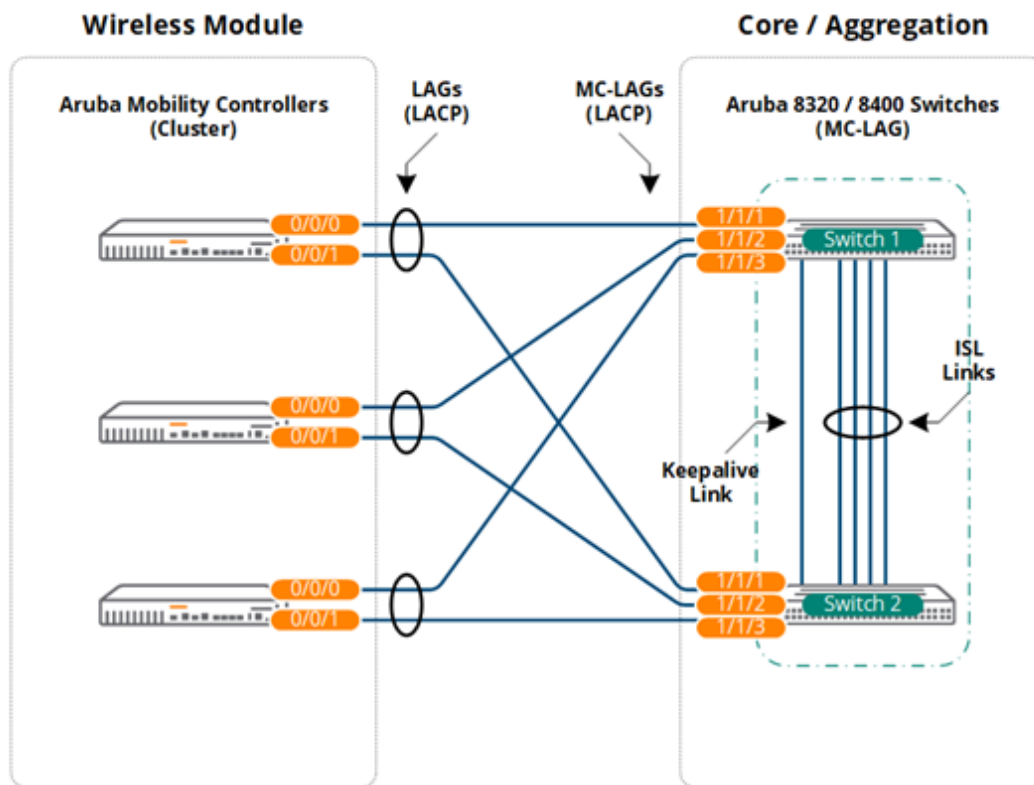 Wireless Module
Core / Aggregation
Aruba Mobility Controllers
(Cluster)
LAGs
(LACP)
MC-LAGs
(LACP)
Aruba 8320 / 8400 Switches
(MC-LAG)
0/0/0
0/0/1
1/1/1
1/1/2
1/1/3
Switch 1
0/0/0
0/0/1
ISL
Links
Keepalive
Link
0/0/0
0/0/1
1/1/1
1/1/2
1/1/3
Switch 2